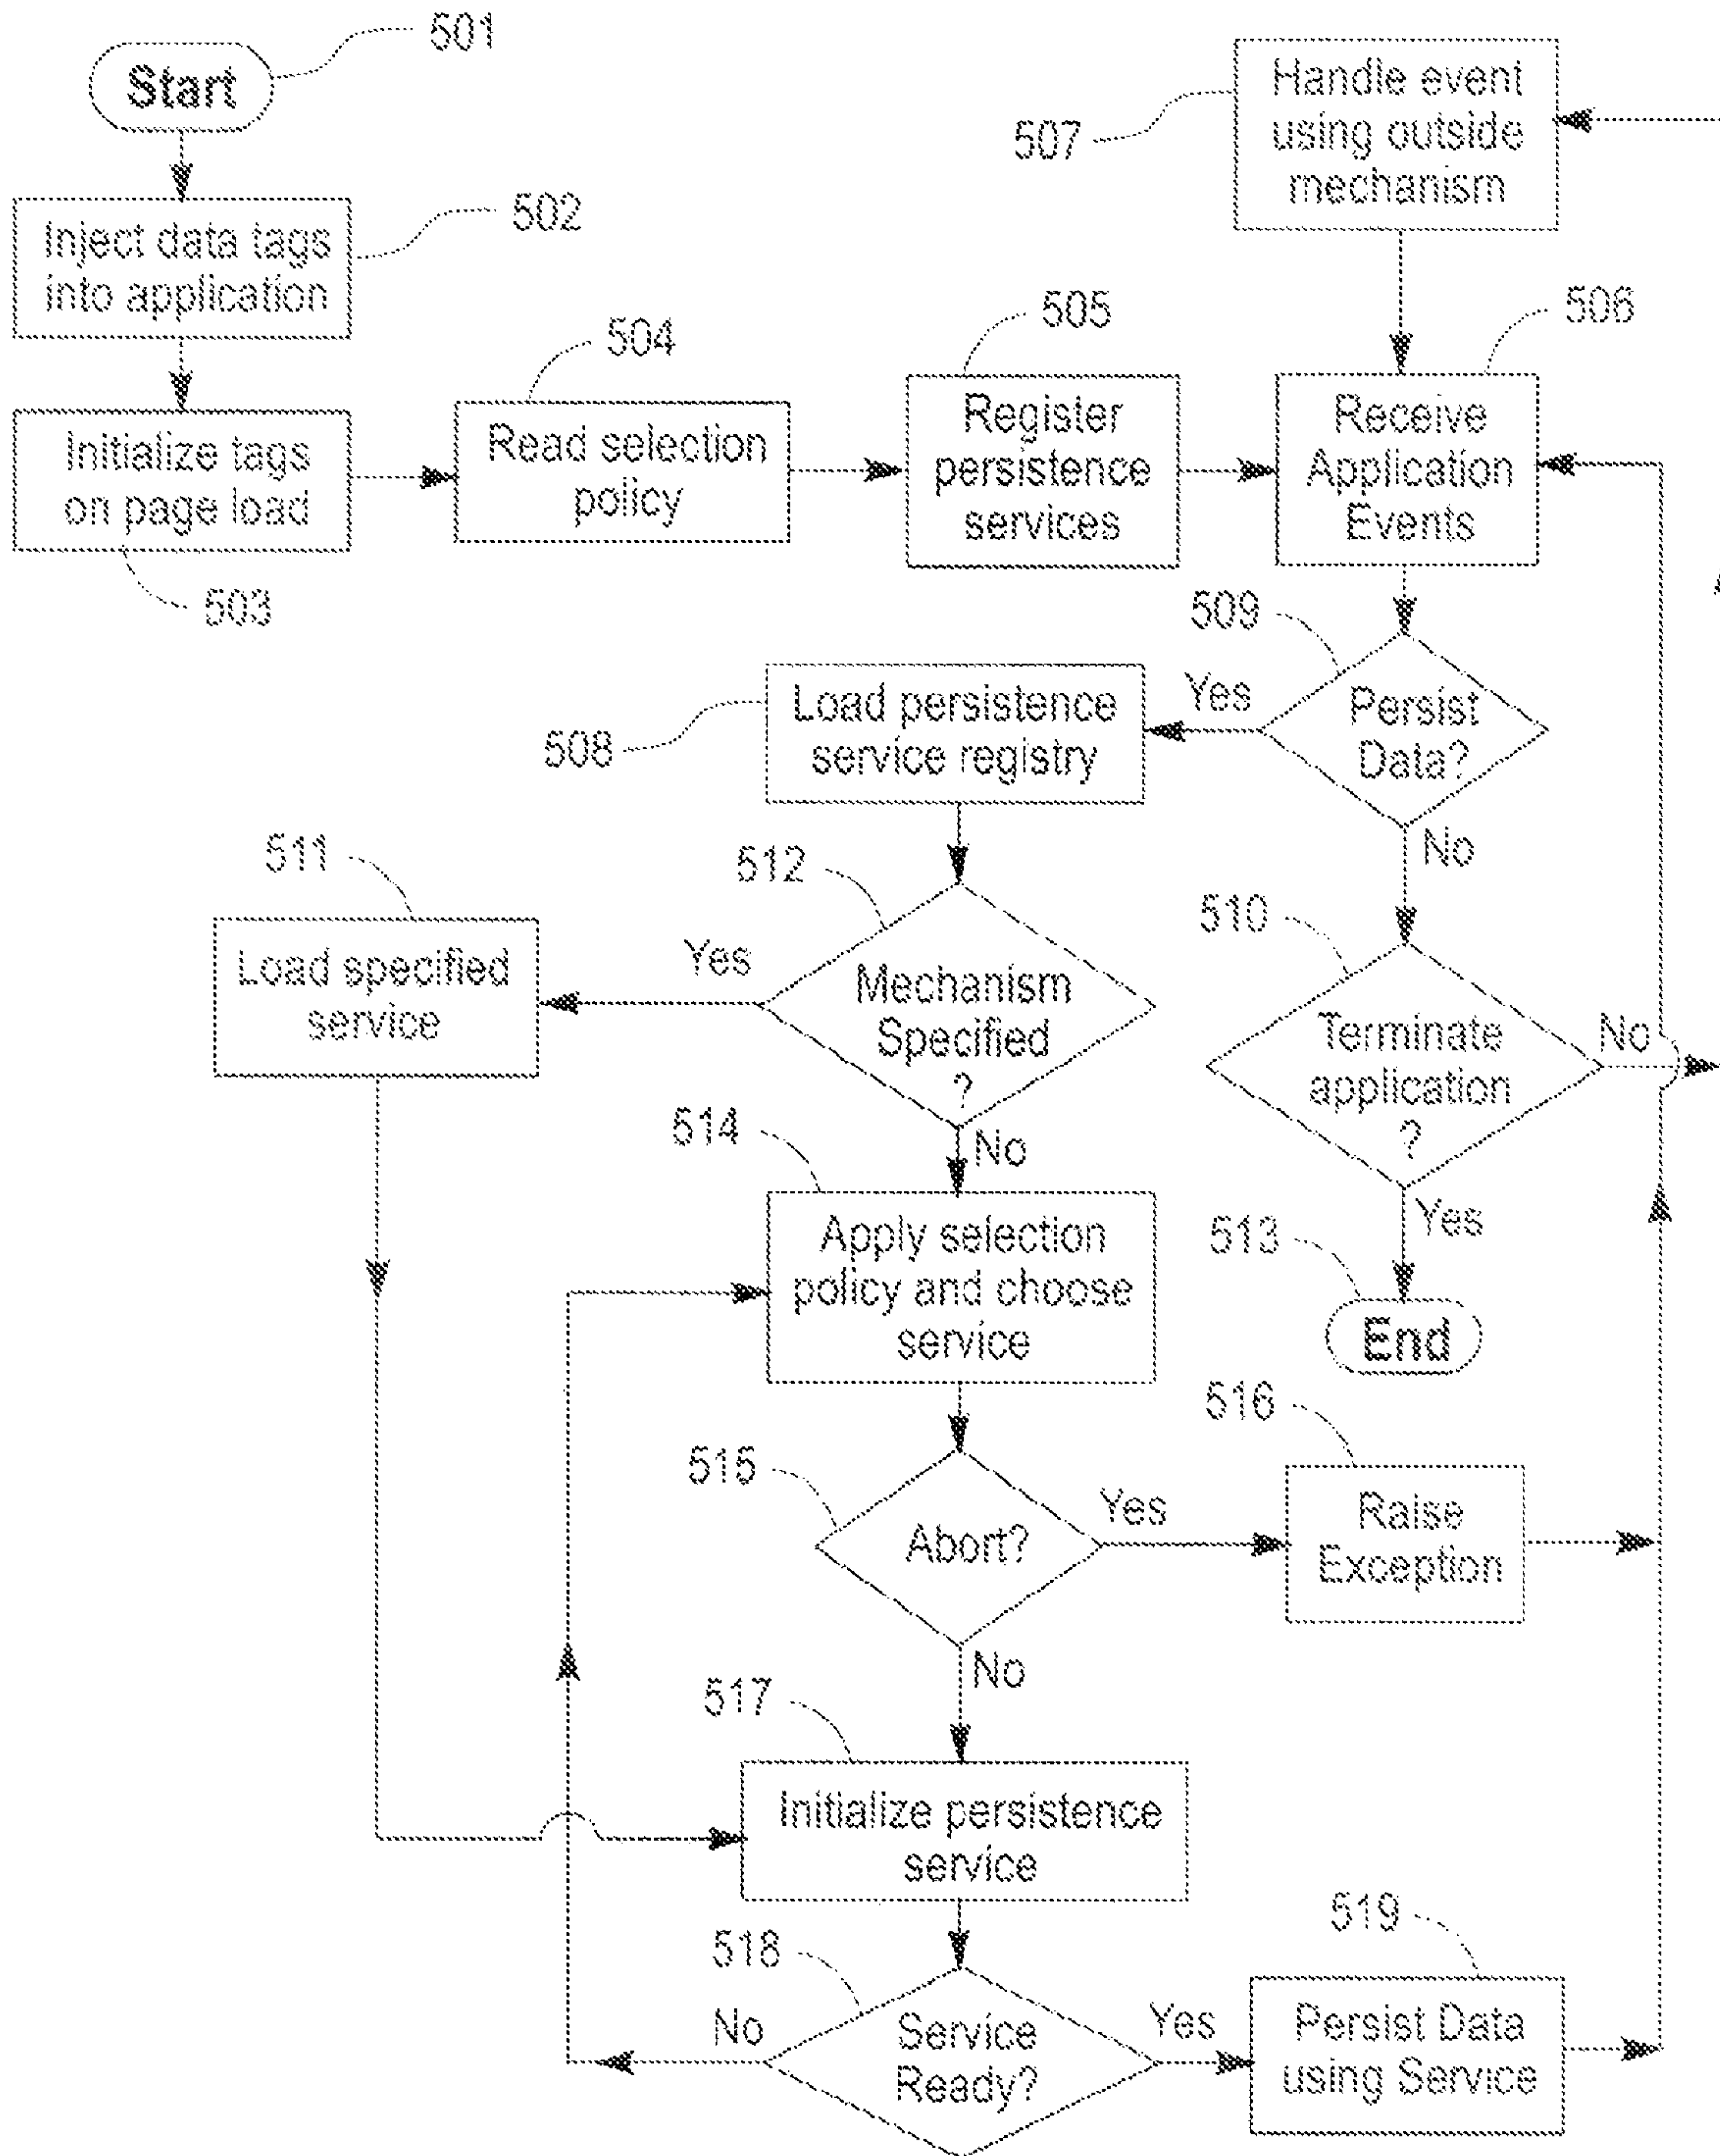 501
Start
Handle event
using outside
mechanism
507
502
Inject data tags
into application
504
505
506
Initialize tags
on page load
503
Read selection
policy
Register
persistence
services
Receive
Application
Events
509
Persist
Data?
Yes
No
Load persistence
service registry
508
511
512
510
Load specified
service
Yes
Mechanism
Specified
?
No
Terminate
application
?
No
Yes
514
513
Apply selection
policy and choose
service
End
516
515
Abort?
Yes
No
Raise
Exception
517
Initialize persistence
service
519
518
No
Service
Ready?
Yes
Persist Data
using Service